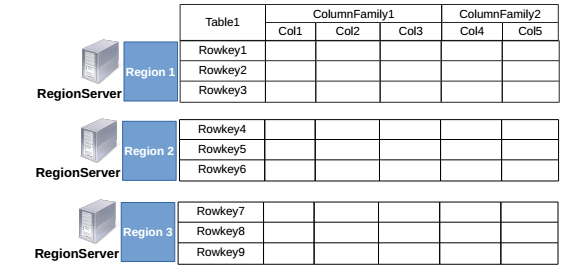 Table1 ColumnFamily1 ColumnFamily2
Col1 Col2 Col3 Col4 Col5
Rowkey1
Region 1 Rowkey2
RegionServer Rowkey3
Rowkey4
Region 2 Rowkey5
RegionServer Rowkey6
Rowkey7
Region 3 Rowkey8
RegionServer Rowkey9